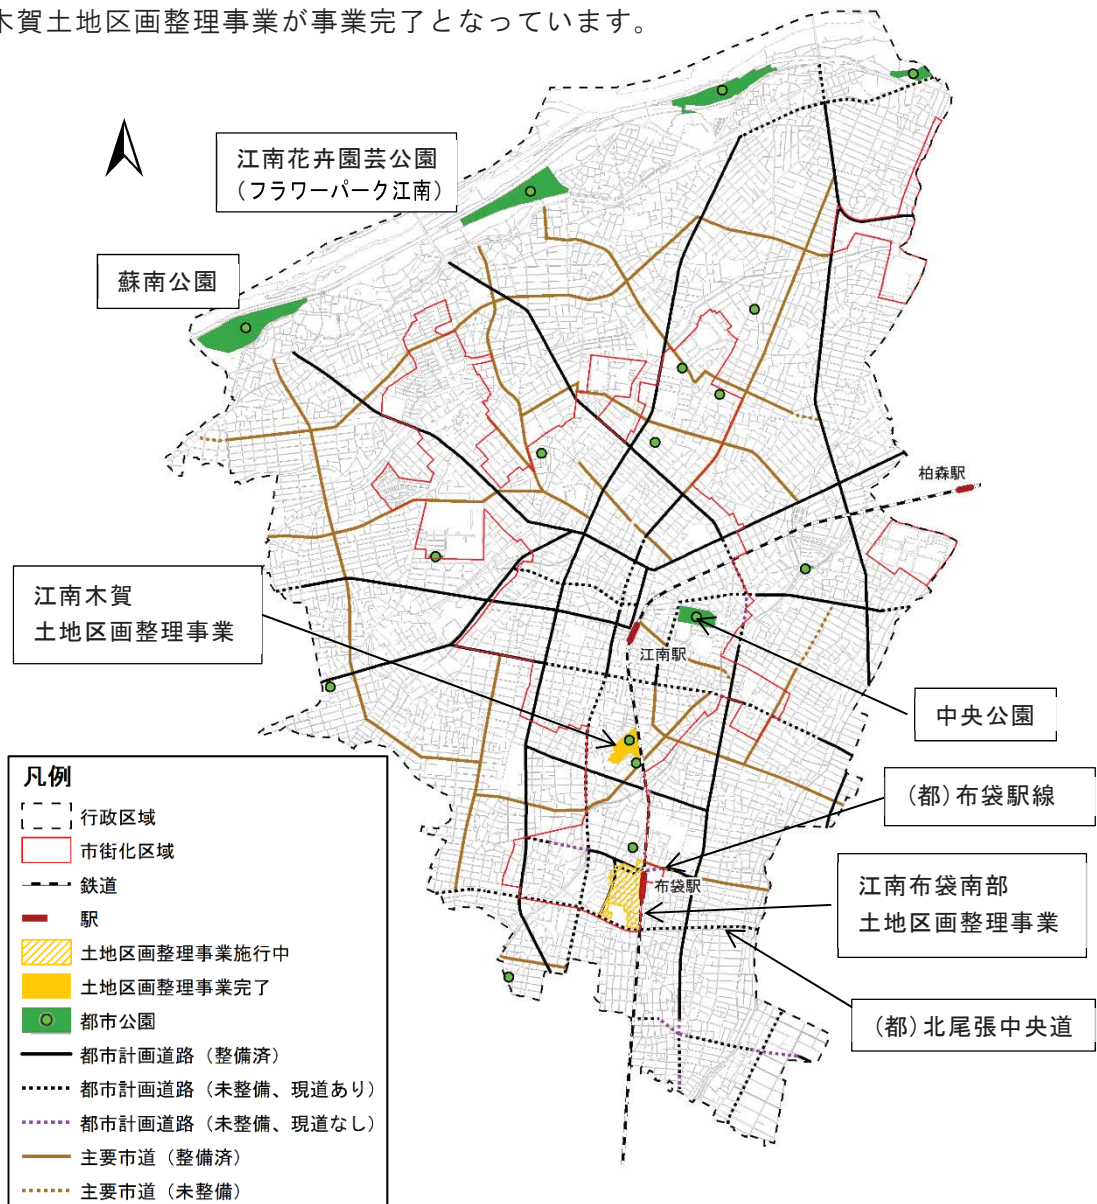 木賀土地区画整理事業が事業完了となっています。
江南花卉園芸公園
(フラワーパーク江南)
蘇南公園
柏森駅
江南木賀
土地区画整理事業
江南駅
中央公園
(都)布袋駅線
布袋駅
江南布袋南部
土地区画整理事業
(都)北尾張中央道
凡例
行政区域
市街化区域
鉄道
駅
土地区画整理事業施行中
土地区画整理事業完了
都市公園
都市計画道路(整備済)
都市計画道路(未整備、現道あり)
都市計画道路(未整備、現道なし)
主要市道(整備済)
主要市道(未整備)